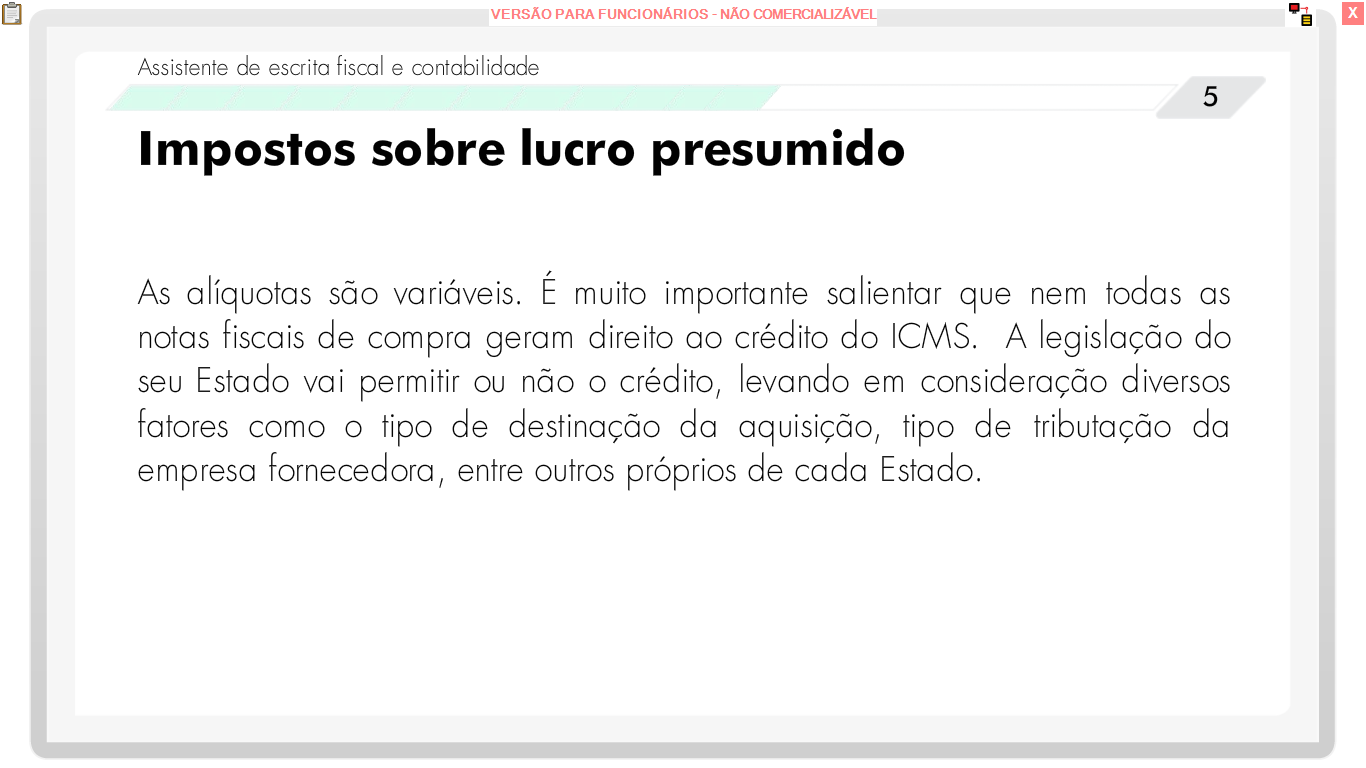 VERSÃO PARA FUNCIONÁRIOS - NÃO COMERCIALIZÁVEL
X
Assistente de escrita fiscal e contabilidade
5
Impostos sobre lucro presumido
As alíquotas são variáveis. É muito importante salientar que nem todas as
notas fiscais de compra geram direito ao crédito do ICMS.  A legislação do
seu Estado vai permitir ou não o crédito, levando em consideração diversos
fatores como o tipo de destinação da aquisição, tipo de tributação da
empresa fornecedora, entre outros próprios de cada Estado.